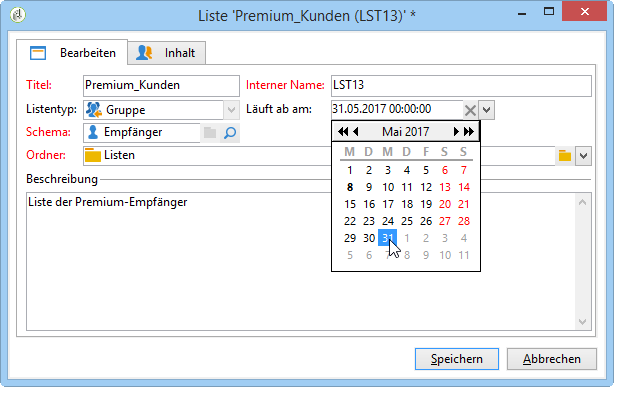 Liste 'Premium_Kunden (LST13)' *
Bearbeiten Inhalt
Titel: Premium_Kunden Interner Name: LST13
Listentyp: Gruppe Läuft ab am: 31.05.2017 00:00:00
Mai 2017
Schema: Empfänger
M D M D F S S
Ordner: Listen
1 2 3 4 5 6 7
Beschreibung
8 9 10 11 12 13 14
Liste der Premium-Empfänger
15 16 17 18 19 20 21
22 23 24 25 26 27 28
29 30 31 1 2 3 4
5 6 7 8 9 10 11
Speichern Abbrechen